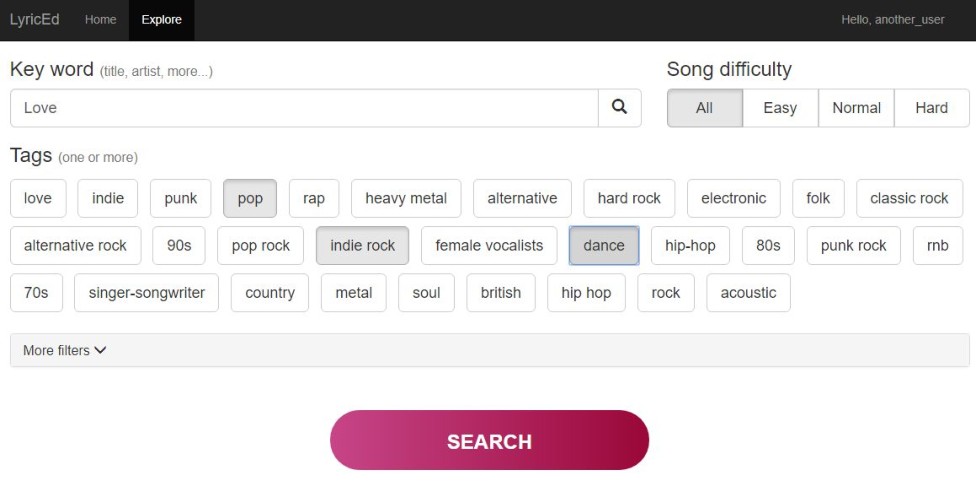 LyricEd Home Explore Hello, another_user
Key word (title, artist, more...) Song difficulty
Love All Easy Normal Hard
Tags (one or more)
love indie punk pop rap heavy metal alternative hard rock electronic folk classic rock
alternative rock 90s pop rock indie rock female vocalists dance hip-hop 80s punk rock rnb
70s singer-songwriter country metal soul british hip hop rock acoustic
More filters
SEARCH